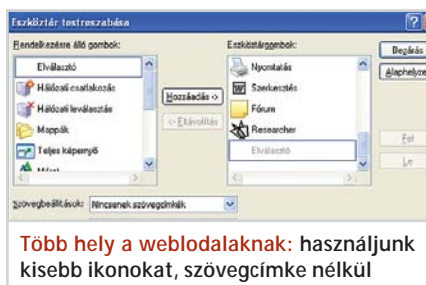 Eszköztár testreszabása
Rendelkezésre álló gombok:
Elválasztó
Hálózati csatlakozás
Hálózati leválasztás
Mappák
Teljes képernyő
Hozzáadás ->
<- Eltávolítás
Eszköztárgombok:
Nyomtatás
Szerkesztés
Fórum
Researcher
Elválasztó
Bezárás
Fel
Le
Szövegbeállítások: Nincsenek szövegcímkék
Több hely a weblodalaknak: használjunk
kisebb ikonokat, szövegcímke nélkül